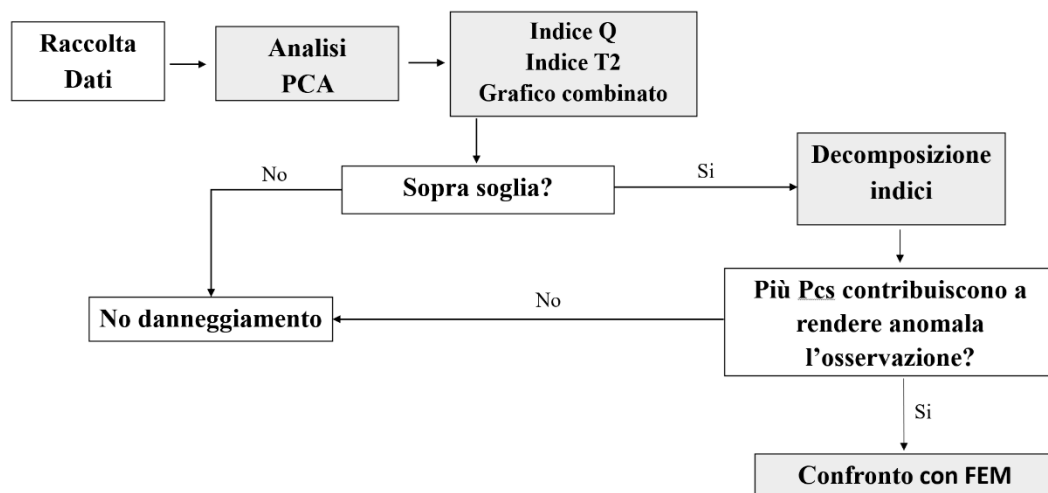 Raccolta
Dati
Analisi
PCA
Indice Q
Indice T2
Grafico combinato
No
Sopra soglia?
Si
Decomposizione
indici
No danneggiamento
No
Più Pcs contribuiscono a
rendere anomala
l’osservazione?
Si
Confronto con FEM